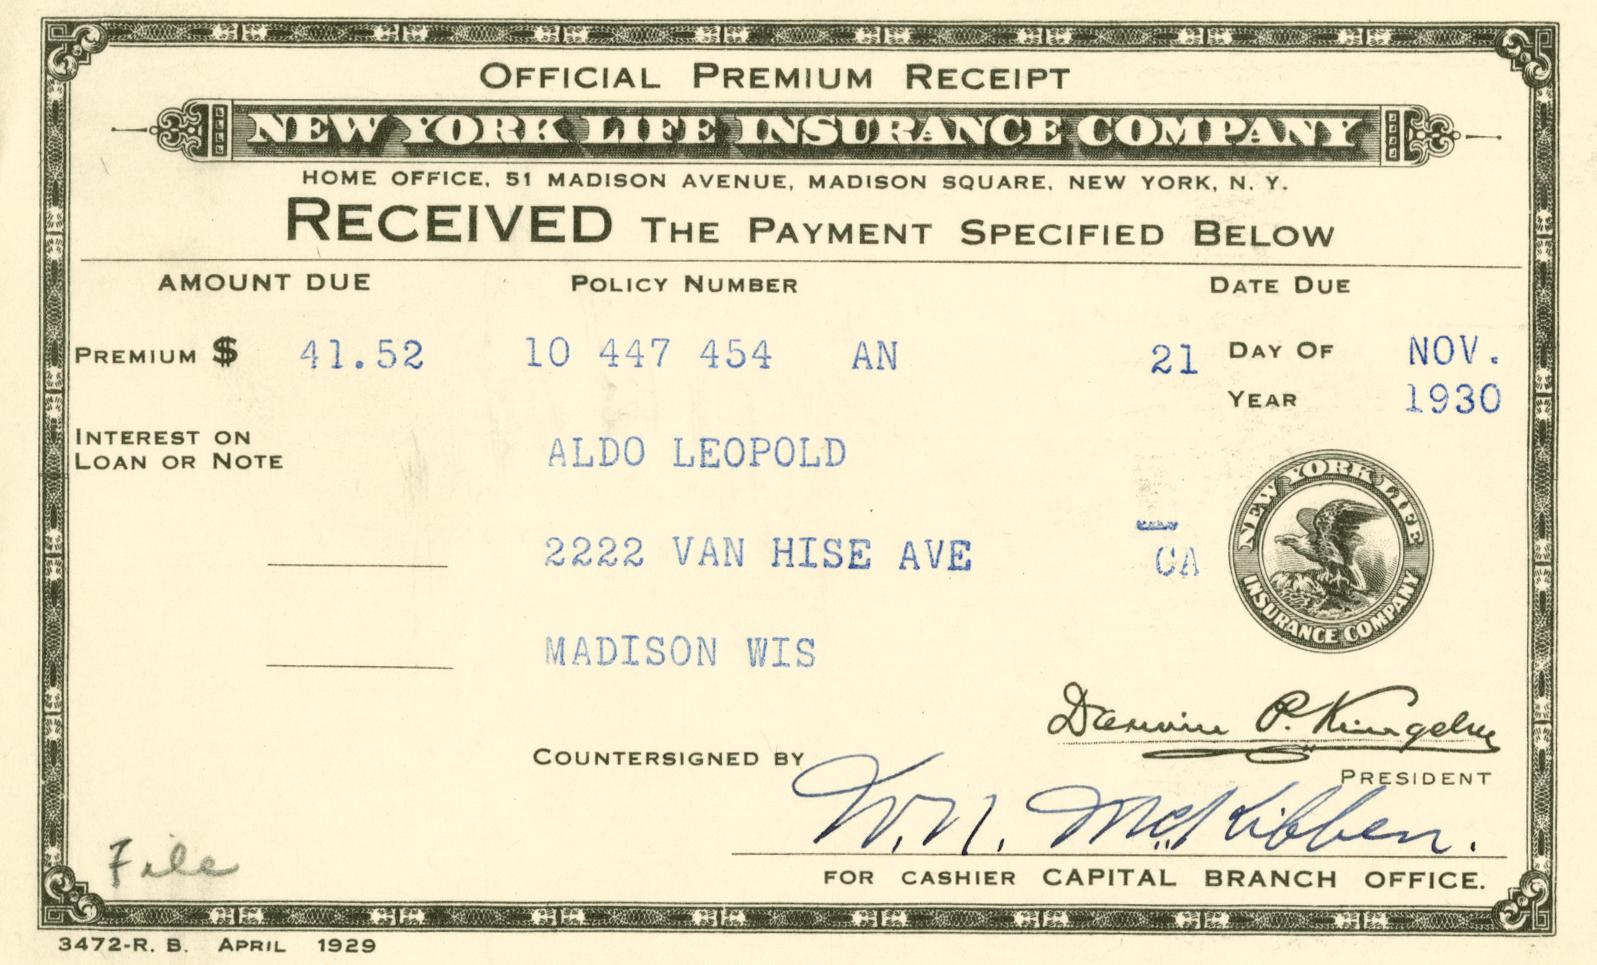 OFFICIAL PREMIUM RECEIPT
NEW YORK LIFE INSURANCE COMPANY
HOME OFFICE, 51 MADISON AVENUE, MADISON SQUARE, NEW YORK, N. Y.
RECEIVED THE PAYMENT SPECIFIED BELOW
AMOUNT DUE POLICY NUMBER DATE DUE
PREMIUM $ 41.52 10 447 454 AN 21 DAY OF NOV.
YEAR 1930
INTEREST ON
LOAN OR NOTE
ALDO LEOPOLD
2222 VAN HISE AVE CA
MADISON WIS
NEW YORK LIFE
INSURANCE COMPANY
Darwin P. Kingsley
PRESIDENT
COUNTERSIGNED BY
W. N. McKibben.
FOR CASHIER CAPITAL BRANCH OFFICE.
File
3472-R. B. APRIL 1929